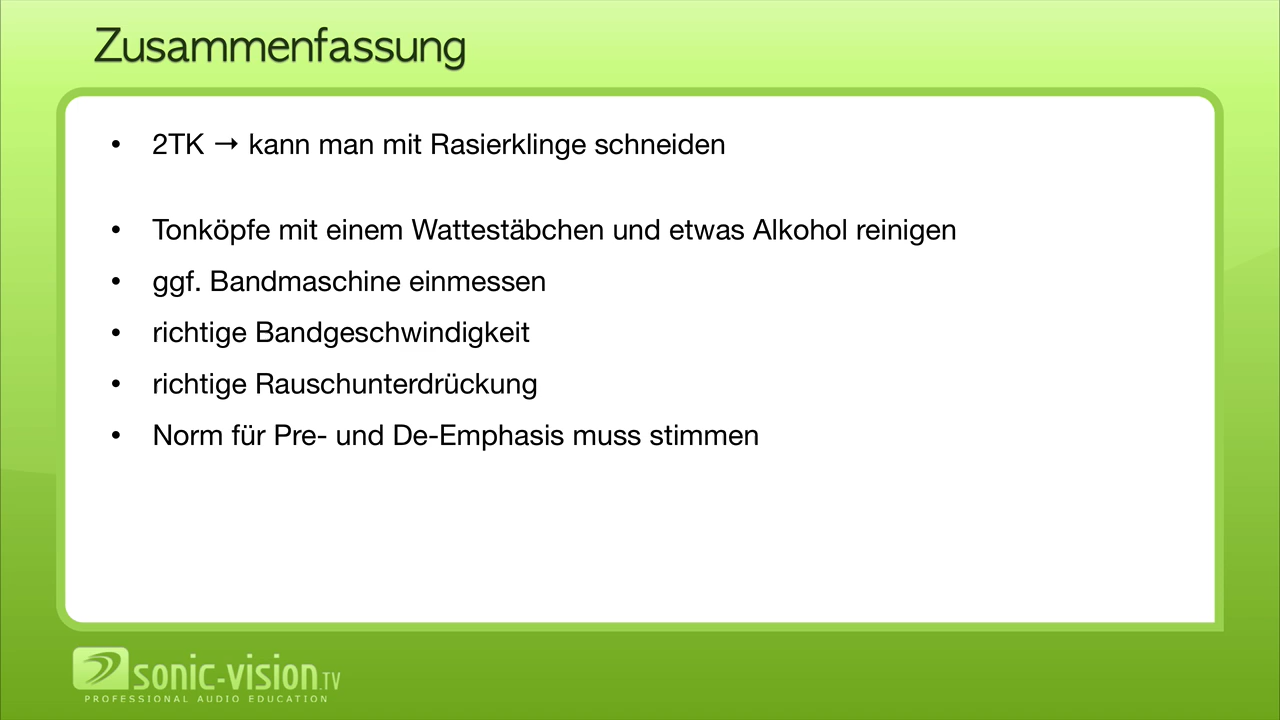 Zusammenfassung
• 2TK → kann man mit Rasierklinge schneiden
• Tonköpfe mit einem Wattestäbchen und etwas Alkohol reinigen
• ggf. Bandmaschine einmessen
• richtige Bandgeschwindigkeit
• richtige Rauschunterdrückung
• Norm für Pre- und De-Emphasis muss stimmen
sonic-vision.TV
PROFESSIONAL AUDIO EDUCATION